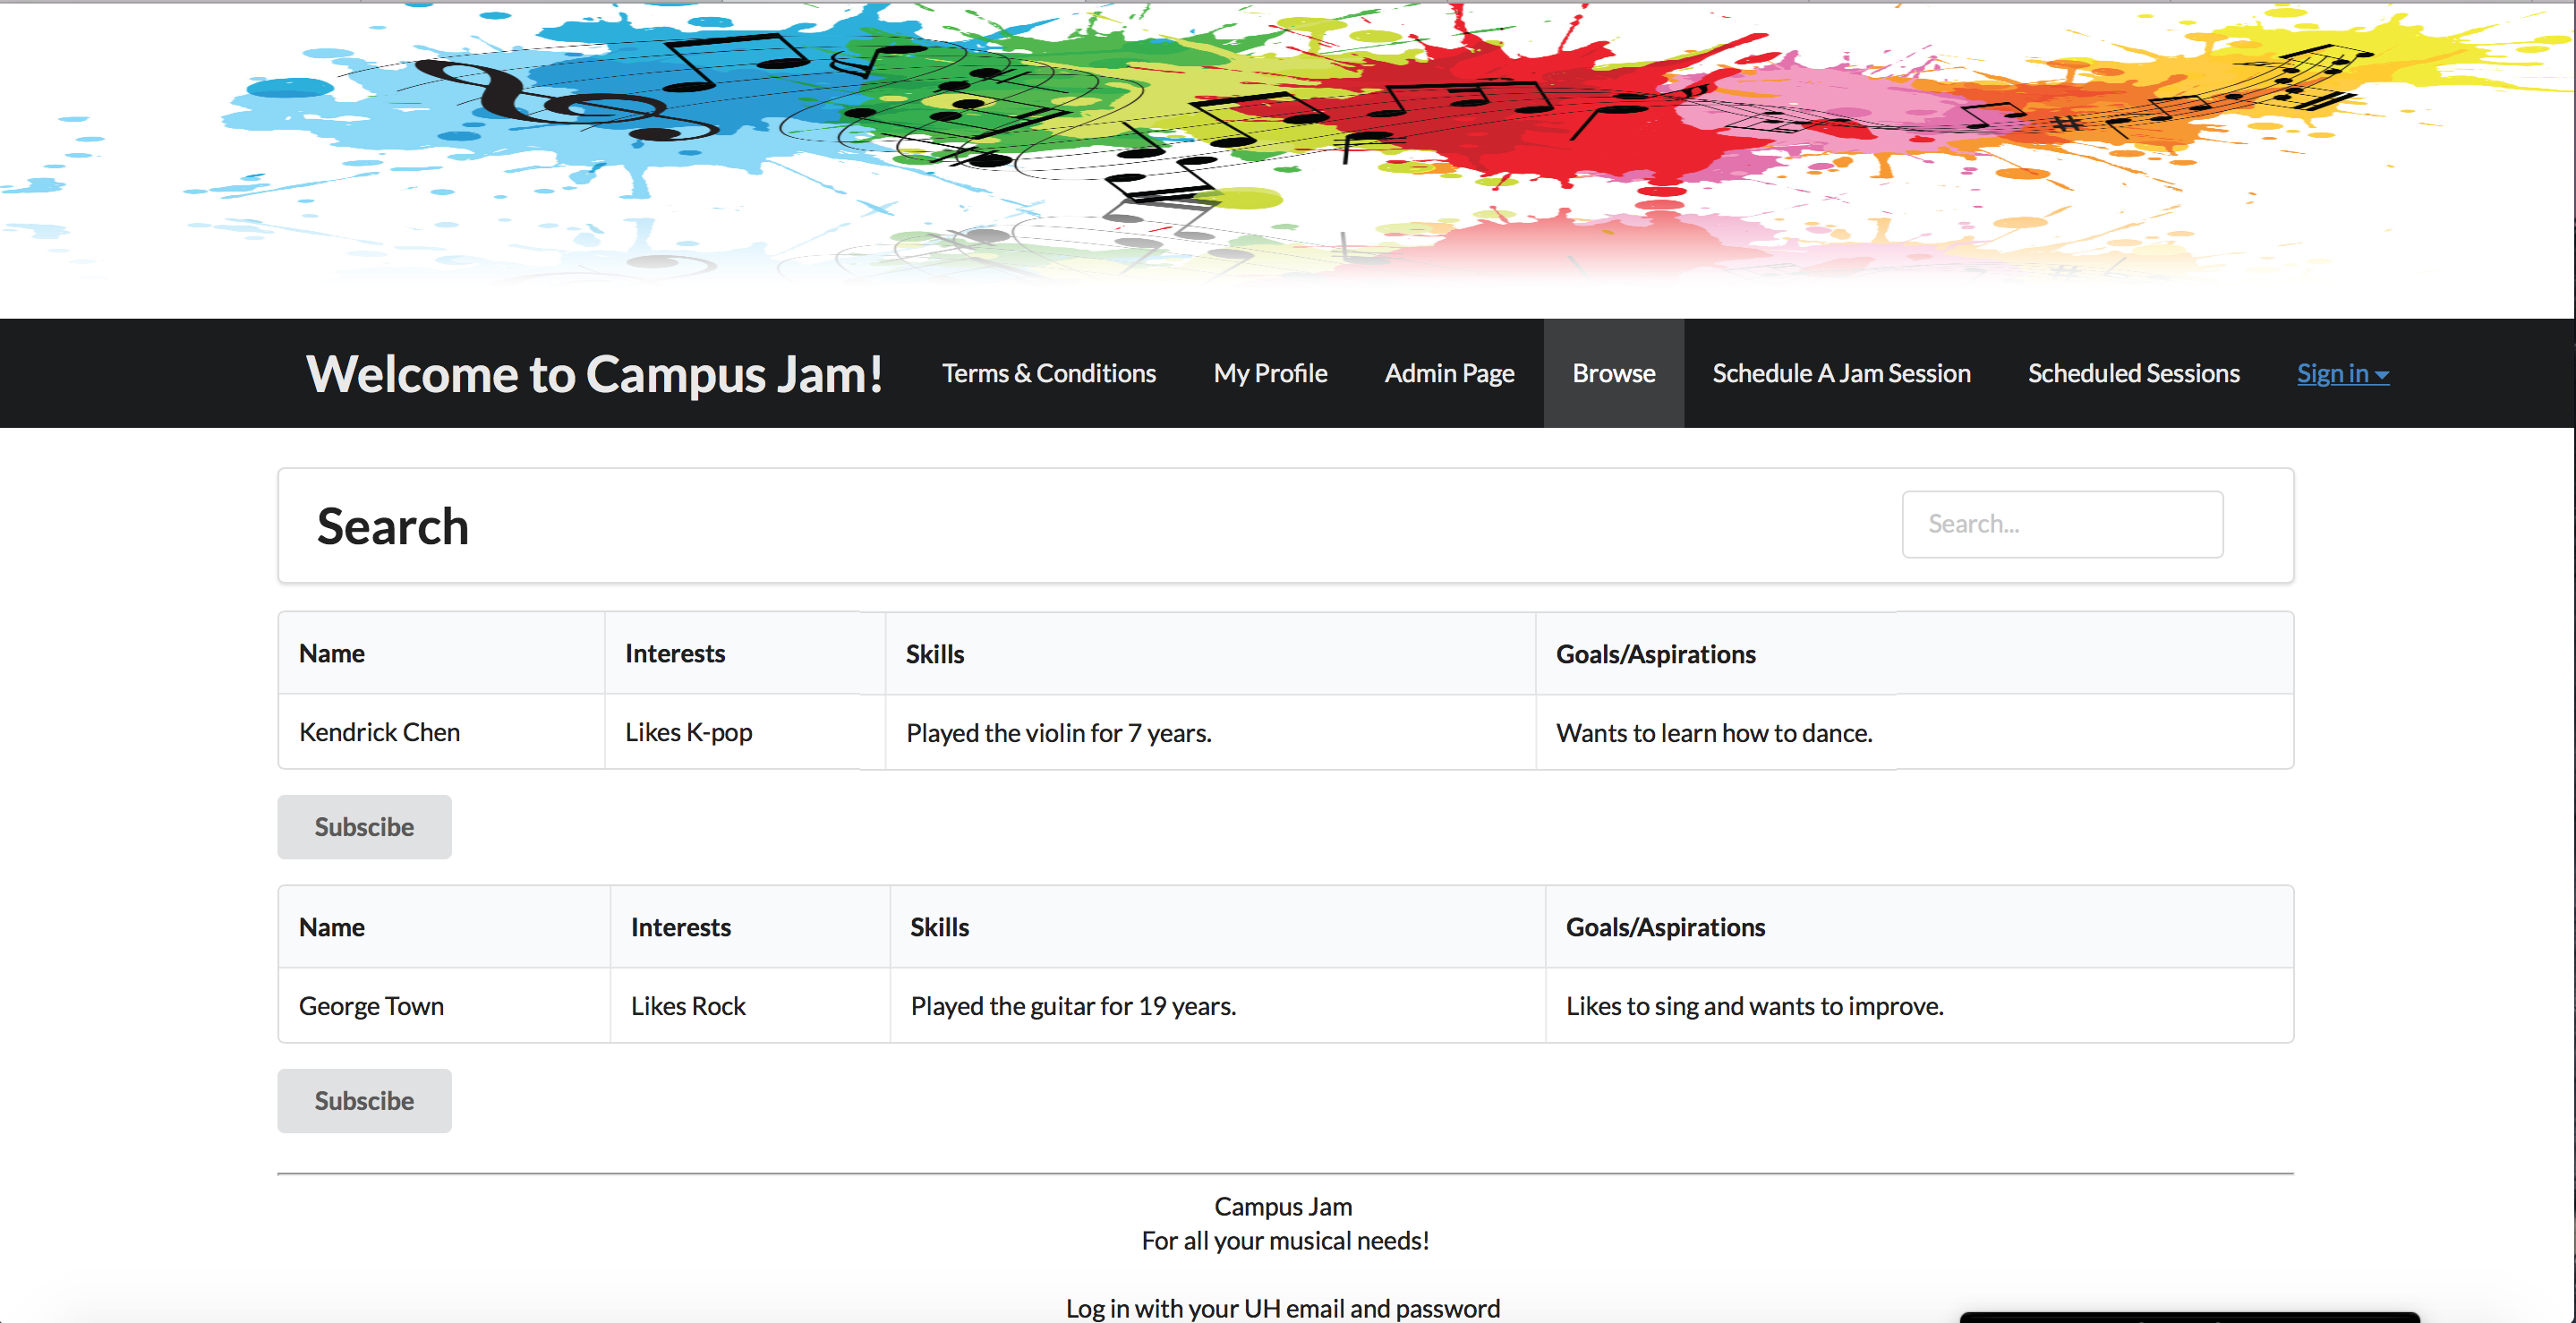 Welcome to Campus Jam! Terms & Conditions My Profile Admin Page Browse Schedule A Jam Session Scheduled Sessions Sign in
Search Search...
Name Interests Skills Goals/Aspirations
Kendrick Chen Likes K-pop Played the violin for 7 years. Wants to learn how to dance.
Subscibe
Name Interests Skills Goals/Aspirations
George Town Likes Rock Played the guitar for 19 years. Likes to sing and wants to improve.
Subscibe
Campus Jam
For all your musical needs!
Log in with your UH email and password